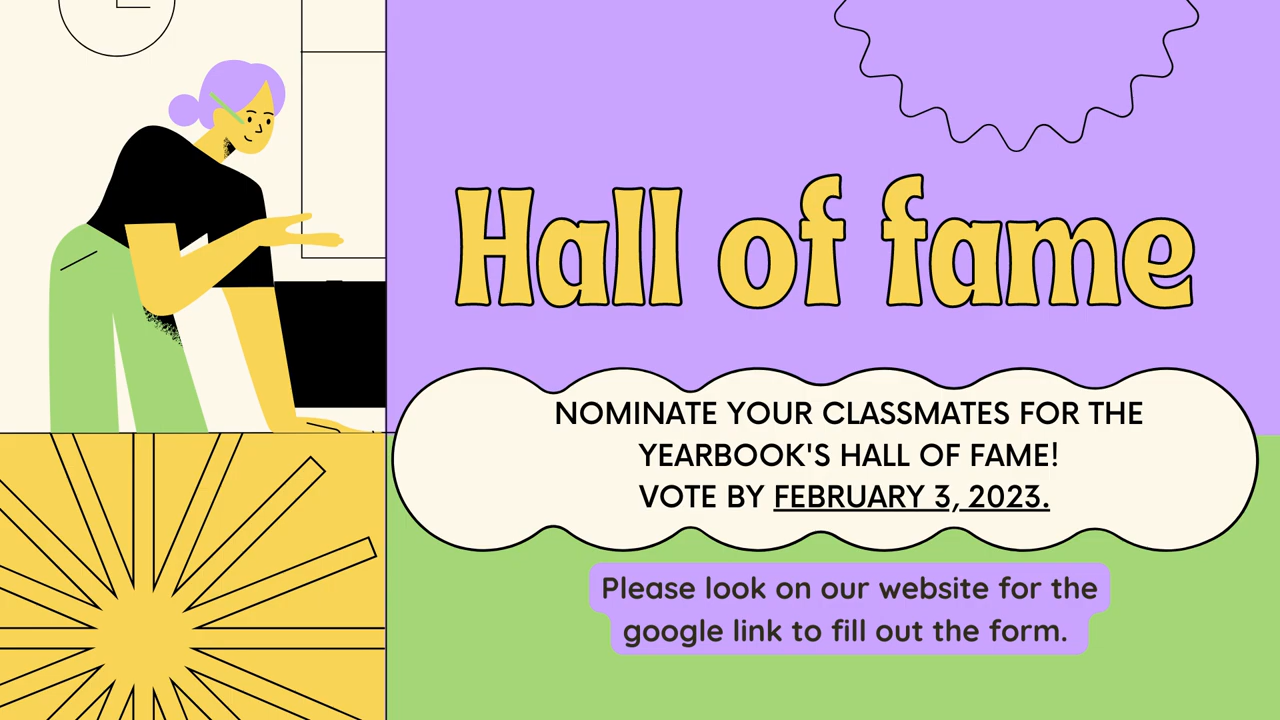 Hall of fame
NOMINATE YOUR CLASSMATES FOR THE
YEARBOOK'S HALL OF FAME!
VOTE BY FEBRUARY 3, 2023.
Please look on our website for the
google link to fill out the form.